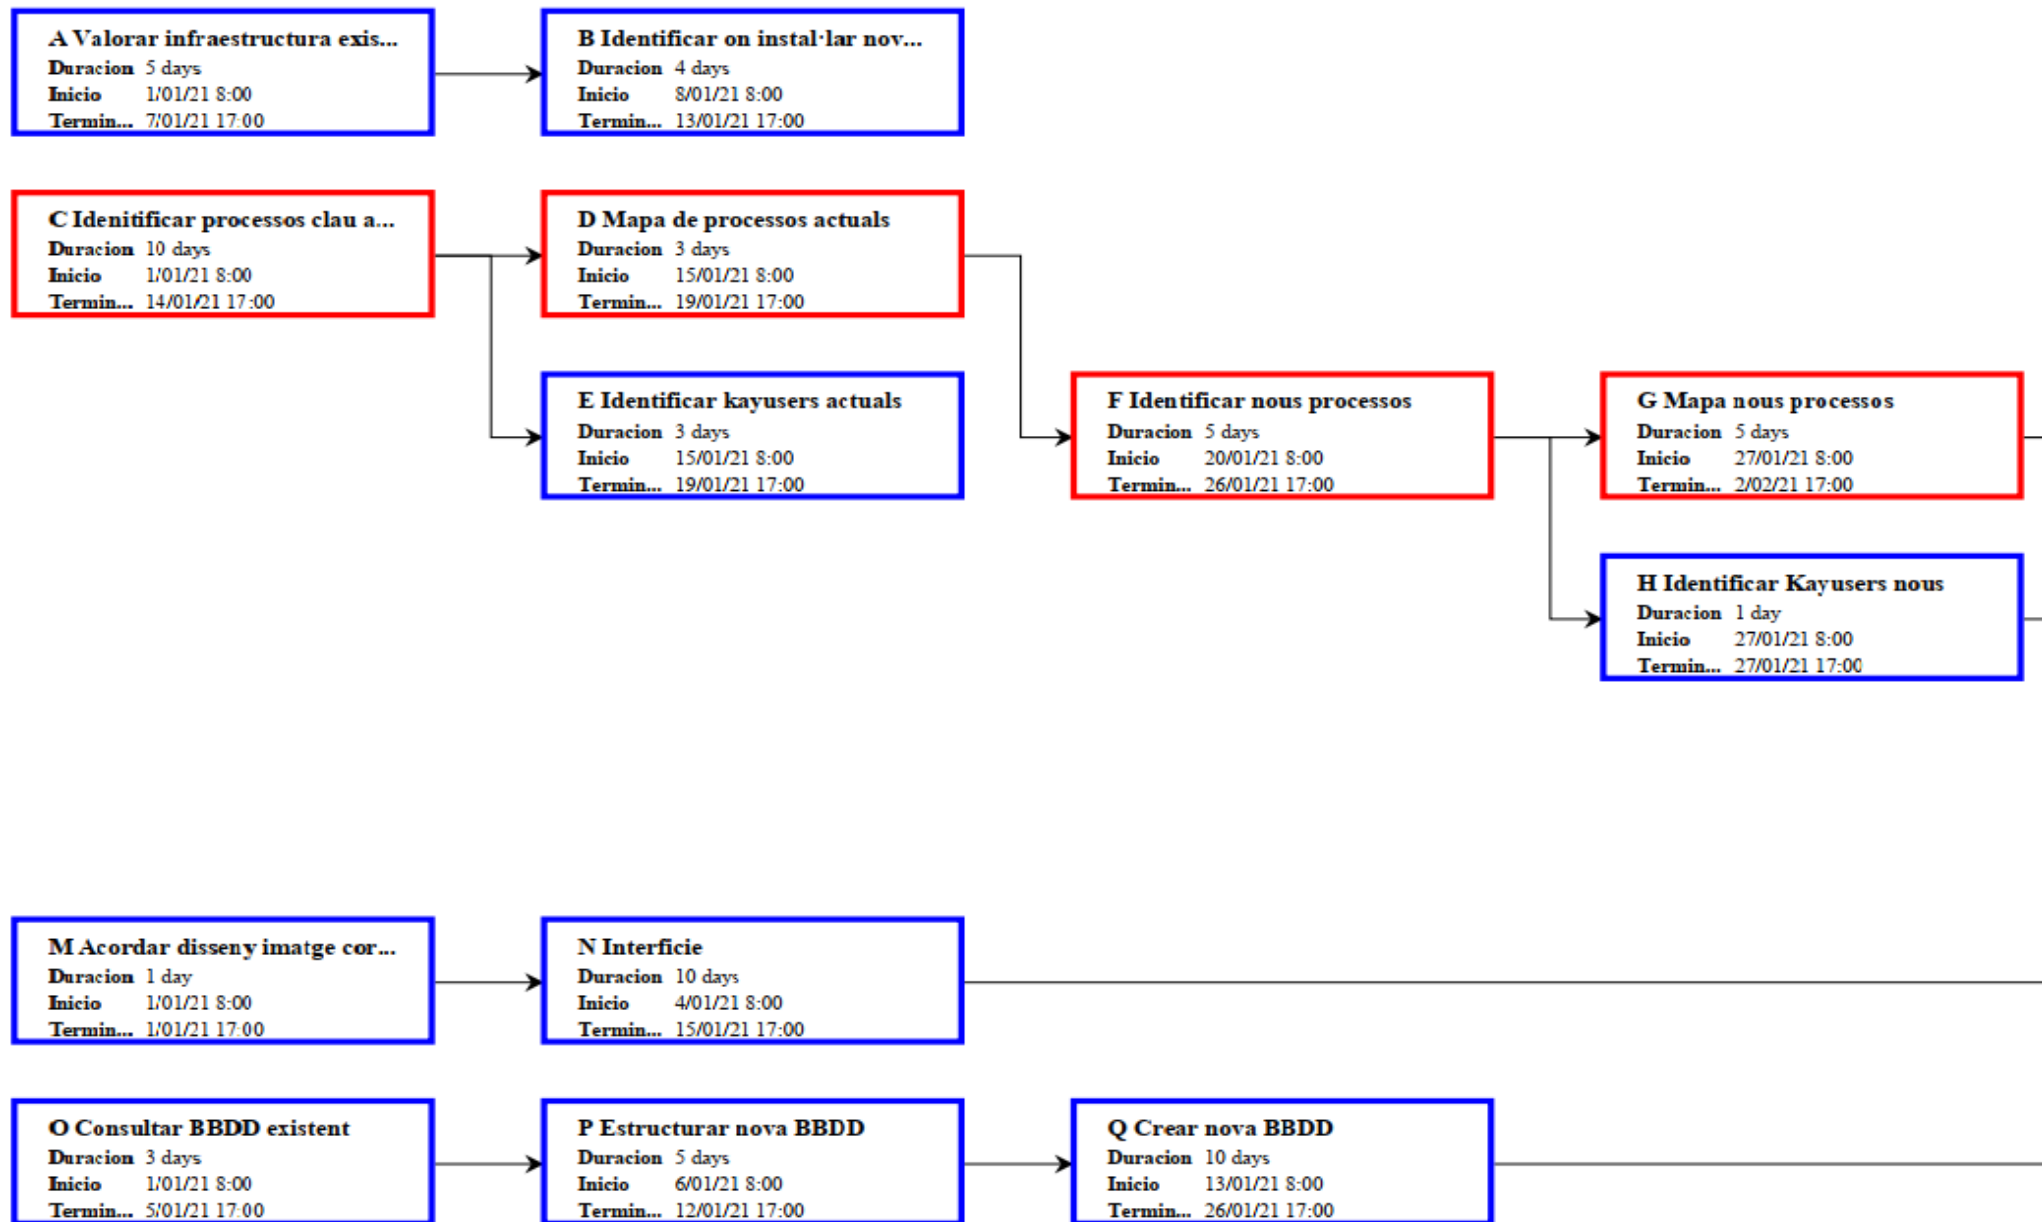 A Valorar infraestructura exis...
Duracion 5 days
Inicio 1/01/21 8:00
Termin... 7/01/21 17:00
B Identificar on instal·lar nov...
Duracion 4 days
Inicio 8/01/21 8:00
Termin... 13/01/21 17:00
C Idenitificar processos clau a...
Duracion 10 days
Inicio 1/01/21 8:00
Termin... 14/01/21 17:00
D Mapa de processos actuals
Duracion 3 days
Inicio 15/01/21 8:00
Termin... 19/01/21 17:00
E Identificar kayusers actuals
Duracion 3 days
Inicio 15/01/21 8:00
Termin... 19/01/21 17:00
F Identificar nous processos
Duracion 5 days
Inicio 20/01/21 8:00
Termin... 26/01/21 17:00
G Mapa nous processos
Duracion 5 days
Inicio 27/01/21 8:00
Termin... 2/02/21 17:00
H Identificar Kayusers nous
Duracion 1 day
Inicio 27/01/21 8:00
Termin... 27/01/21 17:00
M Acordar disseny imatge cor...
Duracion 1 day
Inicio 1/01/21 8:00
Termin... 1/01/21 17:00
N Interficie
Duracion 10 days
Inicio 4/01/21 8:00
Termin... 15/01/21 17:00
O Consultar BBDD existent
Duracion 3 days
Inicio 1/01/21 8:00
Termin... 5/01/21 17:00
P Estructurar nova BBDD
Duracion 5 days
Inicio 6/01/21 8:00
Termin... 12/01/21 17:00
Q Crear nova BBDD
Duracion 10 days
Inicio 13/01/21 8:00
Termin... 26/01/21 17:00